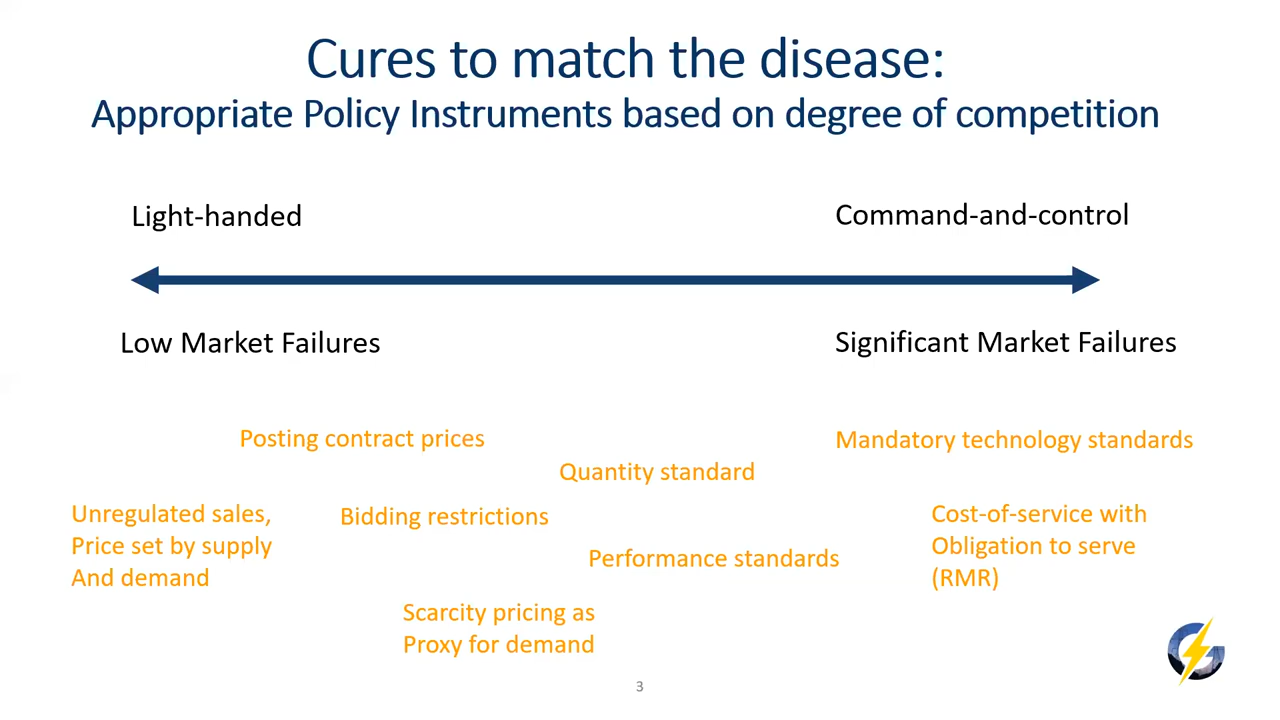 Cures to match the disease:
Appropriate Policy Instruments based on degree of competition
Light-handed
Command-and-control
Low Market Failures
Significant Market Failures
Posting contract prices
Mandatory technology standards
Quantity standard
Unregulated sales,
Price set by supply
And demand
Bidding restrictions
Cost-of-service with
Obligation to serve
(RMR)
Performance standards
Scarcity pricing as
Proxy for demand
3